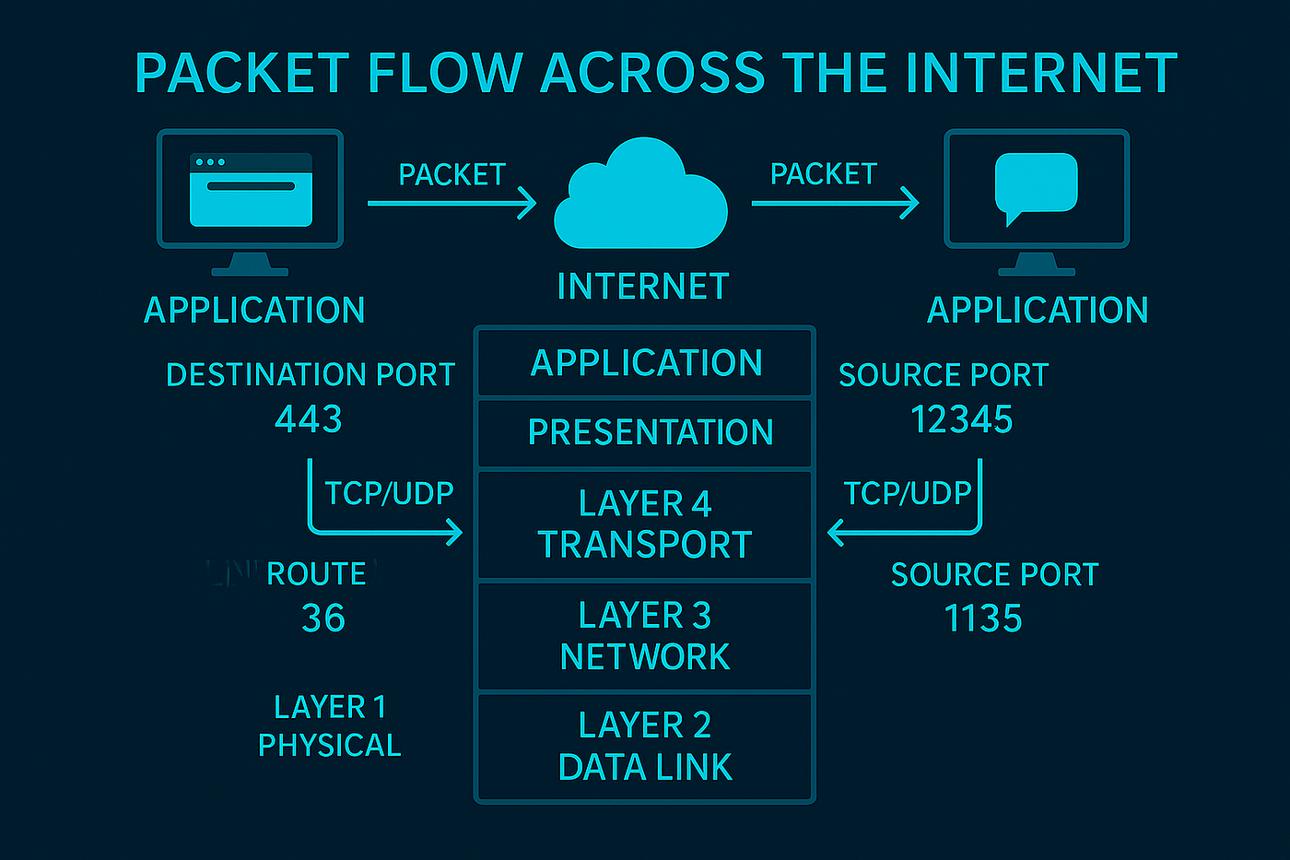 PACKET FLOW ACROSS THE INTERNET
PACKET
PACKET
APPLICATION
INTERNET
APPLICATION
DESTINATION PORT
443
TCP/UDP
ROUTE
36
LAYER 1
PHYSICAL
APPLICATION
PRESENTATION
LAYER 4
TRANSPORT
LAYER 3
NETWORK
LAYER 2
DATA LINK
SOURCE PORT
12345
TCP/UDP
SOURCE PORT
1135